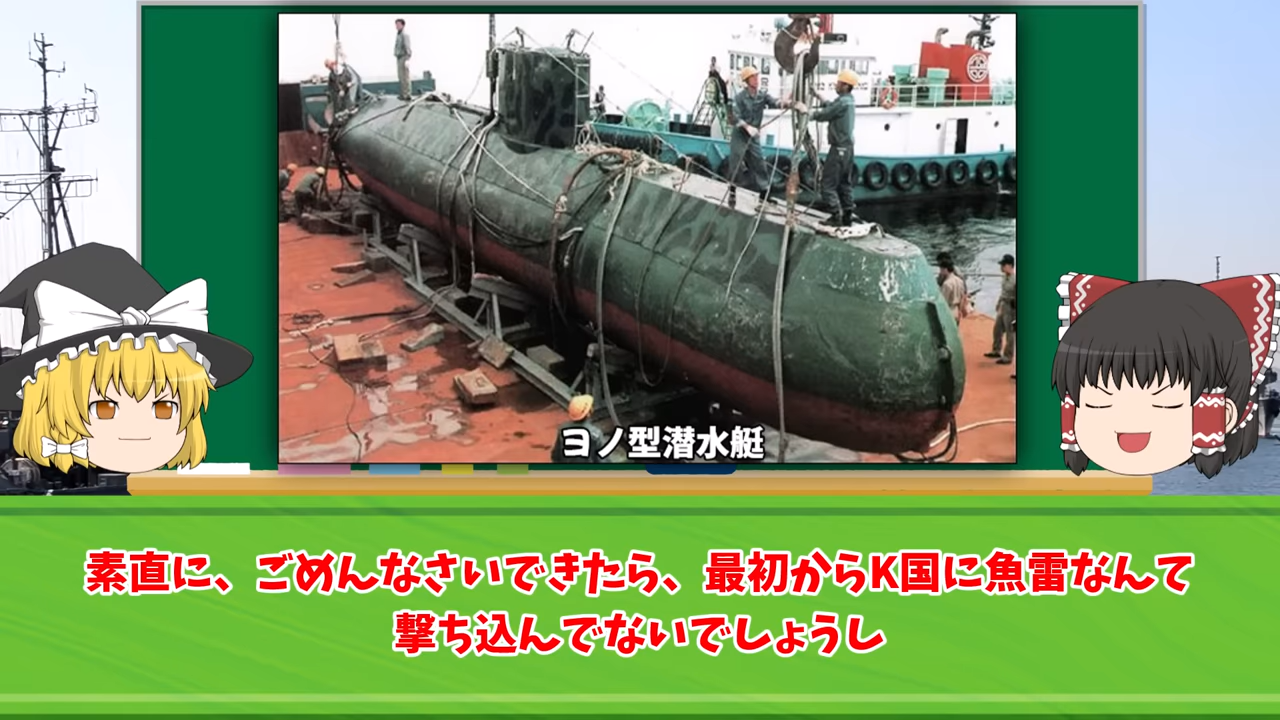 ヨノ型潜水艇
素直に、ごめんなさいできたら、最初からK国に魚雷なんて
撃ち込んでないでしょうし